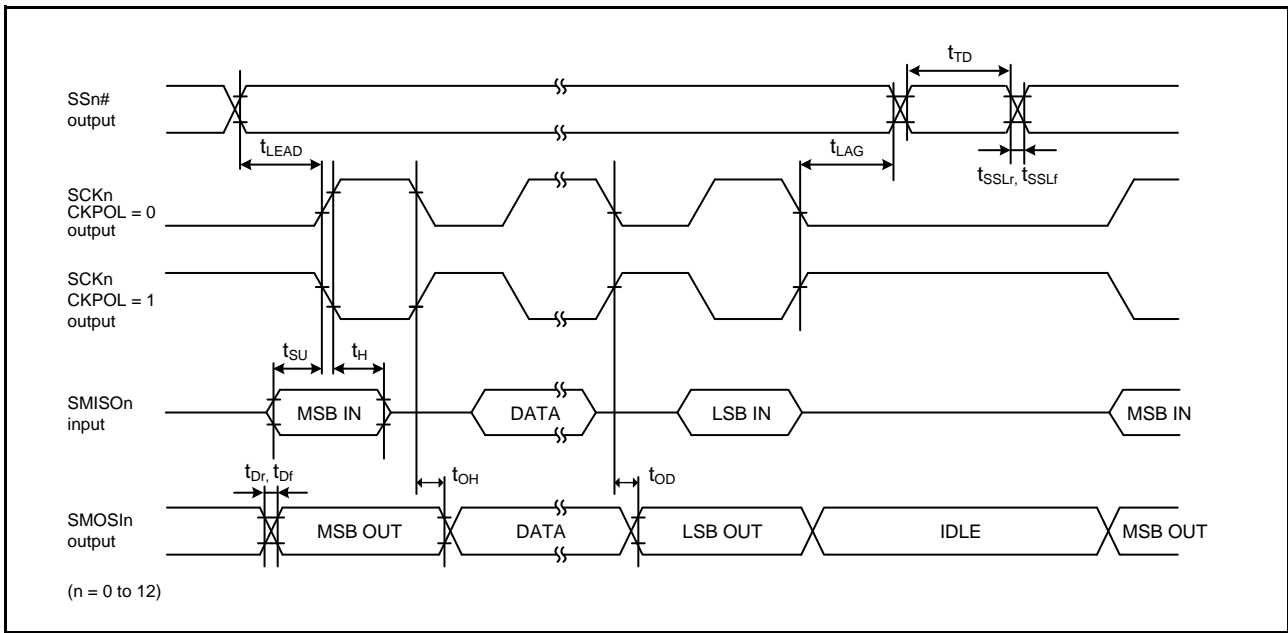 tTD
SSn#
output
tLEAD
tLAG
tSSLr, tSSLf
SCKn
CKPOL = 0
output
SCKn
CKPOL = 1
output
tSU
tH
SMISOn
input
MSB IN
DATA
LSB IN
MSB IN
tDr, tDf
tOH
tOD
SMOSIn
output
MSB OUT
DATA
LSB OUT
IDLE
MSB OUT
(n = 0 to 12)